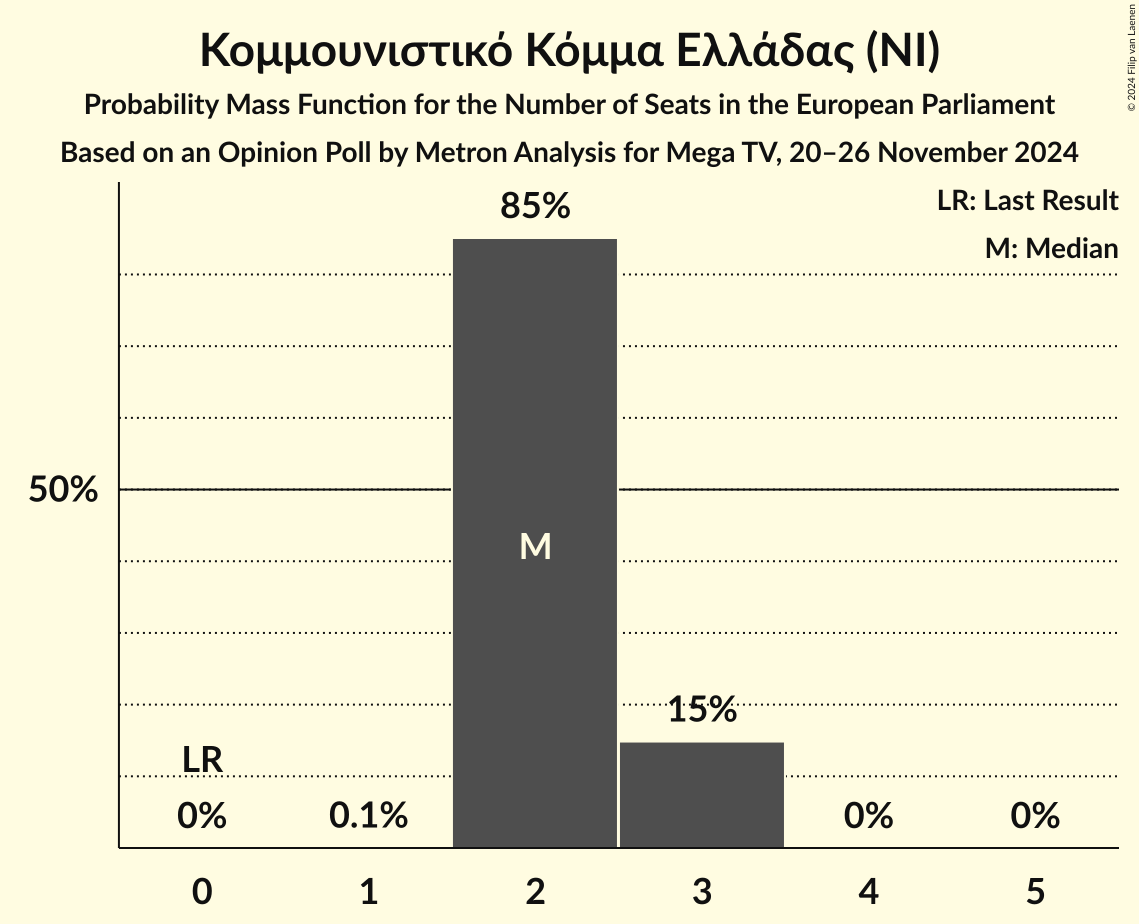 Κομμουνιστικό Κόμμα Ελλάδας (NI)
Probability Mass Function for the Number of Seats in the European Parliament
Based on an Opinion Poll by Metron Analysis for Mega TV, 20–26 November 2024
© 2024 Filip van Laenen
LR: Last Result
M: Median
85%
50%
M
15%
LR
0%
0.1%
0%
0%
0 1 2 3 4 5